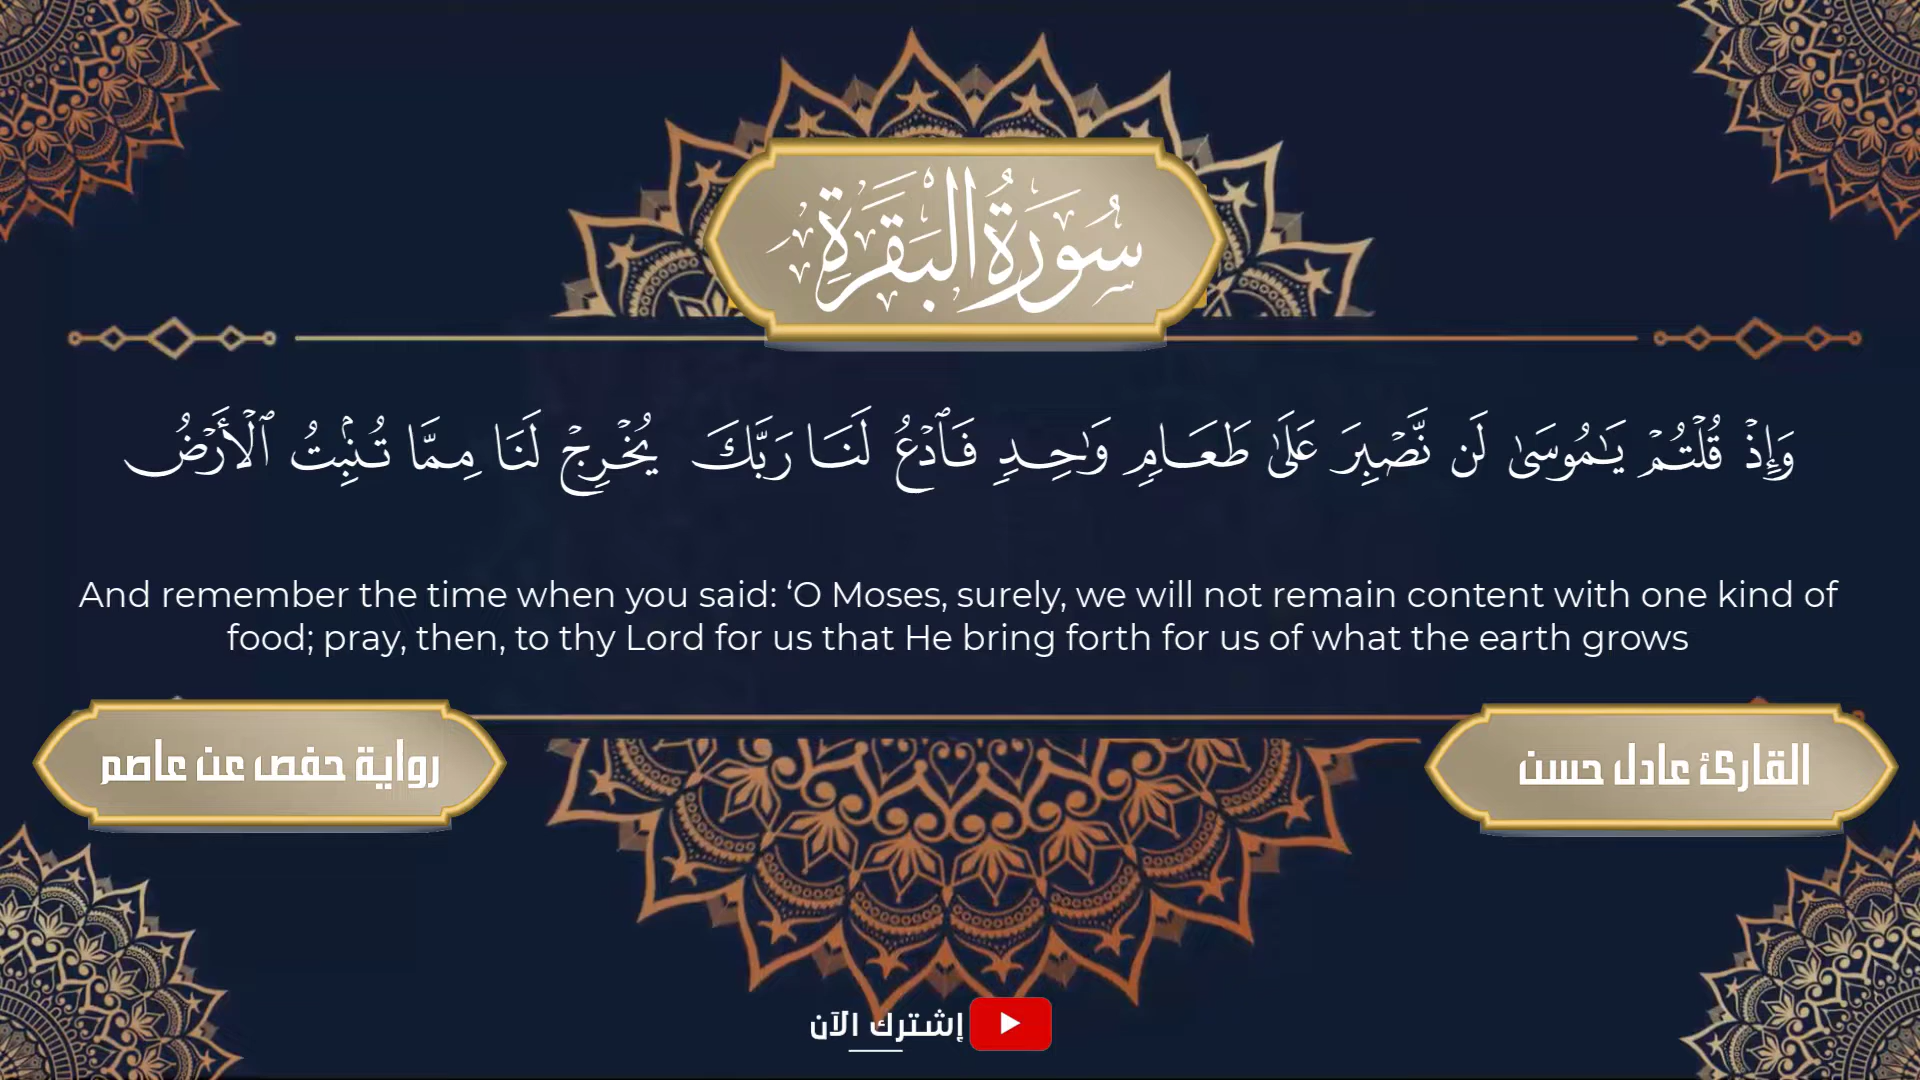 سُورَةُ البَقَرَةِ
وَإِذۡ قُلۡتُمۡ يَٰمُوسَىٰ لَن نَّصۡبِرَ عَلَىٰ طَعَامٖ وَٰحِدٖ فَٱدۡعُ لَنَا رَبَّكَ يُخۡرِجۡ لَنَا مِمَّا تُنۢبِتُ ٱلۡأَرۡضُ
And remember the time when you said: ‘O Moses, surely, we will not remain content with one kind of
food; pray, then, to thy Lord for us that He bring forth for us of what the earth grows
القارئ عادل حسن
رواية حفص عن عاصم
إشترك الآن